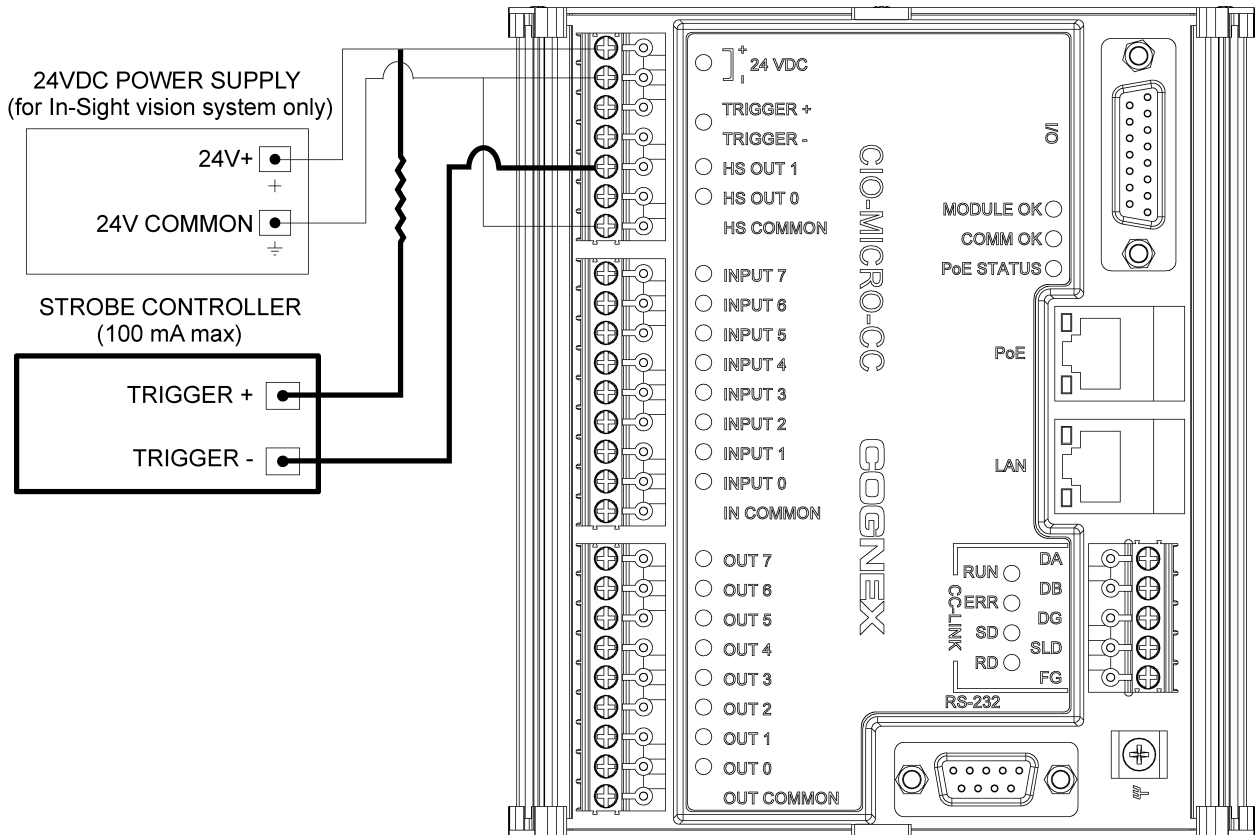 24VDC POWER SUPPLY
(for In-Sight vision system only)
24V+
+
24V COMMON
STROBE CONTROLLER
(100 mA max)
TRIGGER +
TRIGGER -
+
24 VDC
-
TRIGGER +
TRIGGER -
HS OUT 1
HS OUT 0
HS COMMON
INPUT 7
INPUT 6
INPUT 5
INPUT 4
INPUT 3
INPUT 2
INPUT 1
INPUT 0
IN COMMON
OUT 7
OUT 6
OUT 5
OUT 4
OUT 3
OUT 2
OUT 1
OUT 0
OUT COMMON
CIO-MICRO-CC
COGNEX
I/O
MODULE OK
COMM OK
PoE STATUS
PoE
LAN
CC-LINK
RUN
ERR
SD
RD
DA
DB
DG
SLD
FG
RS-232